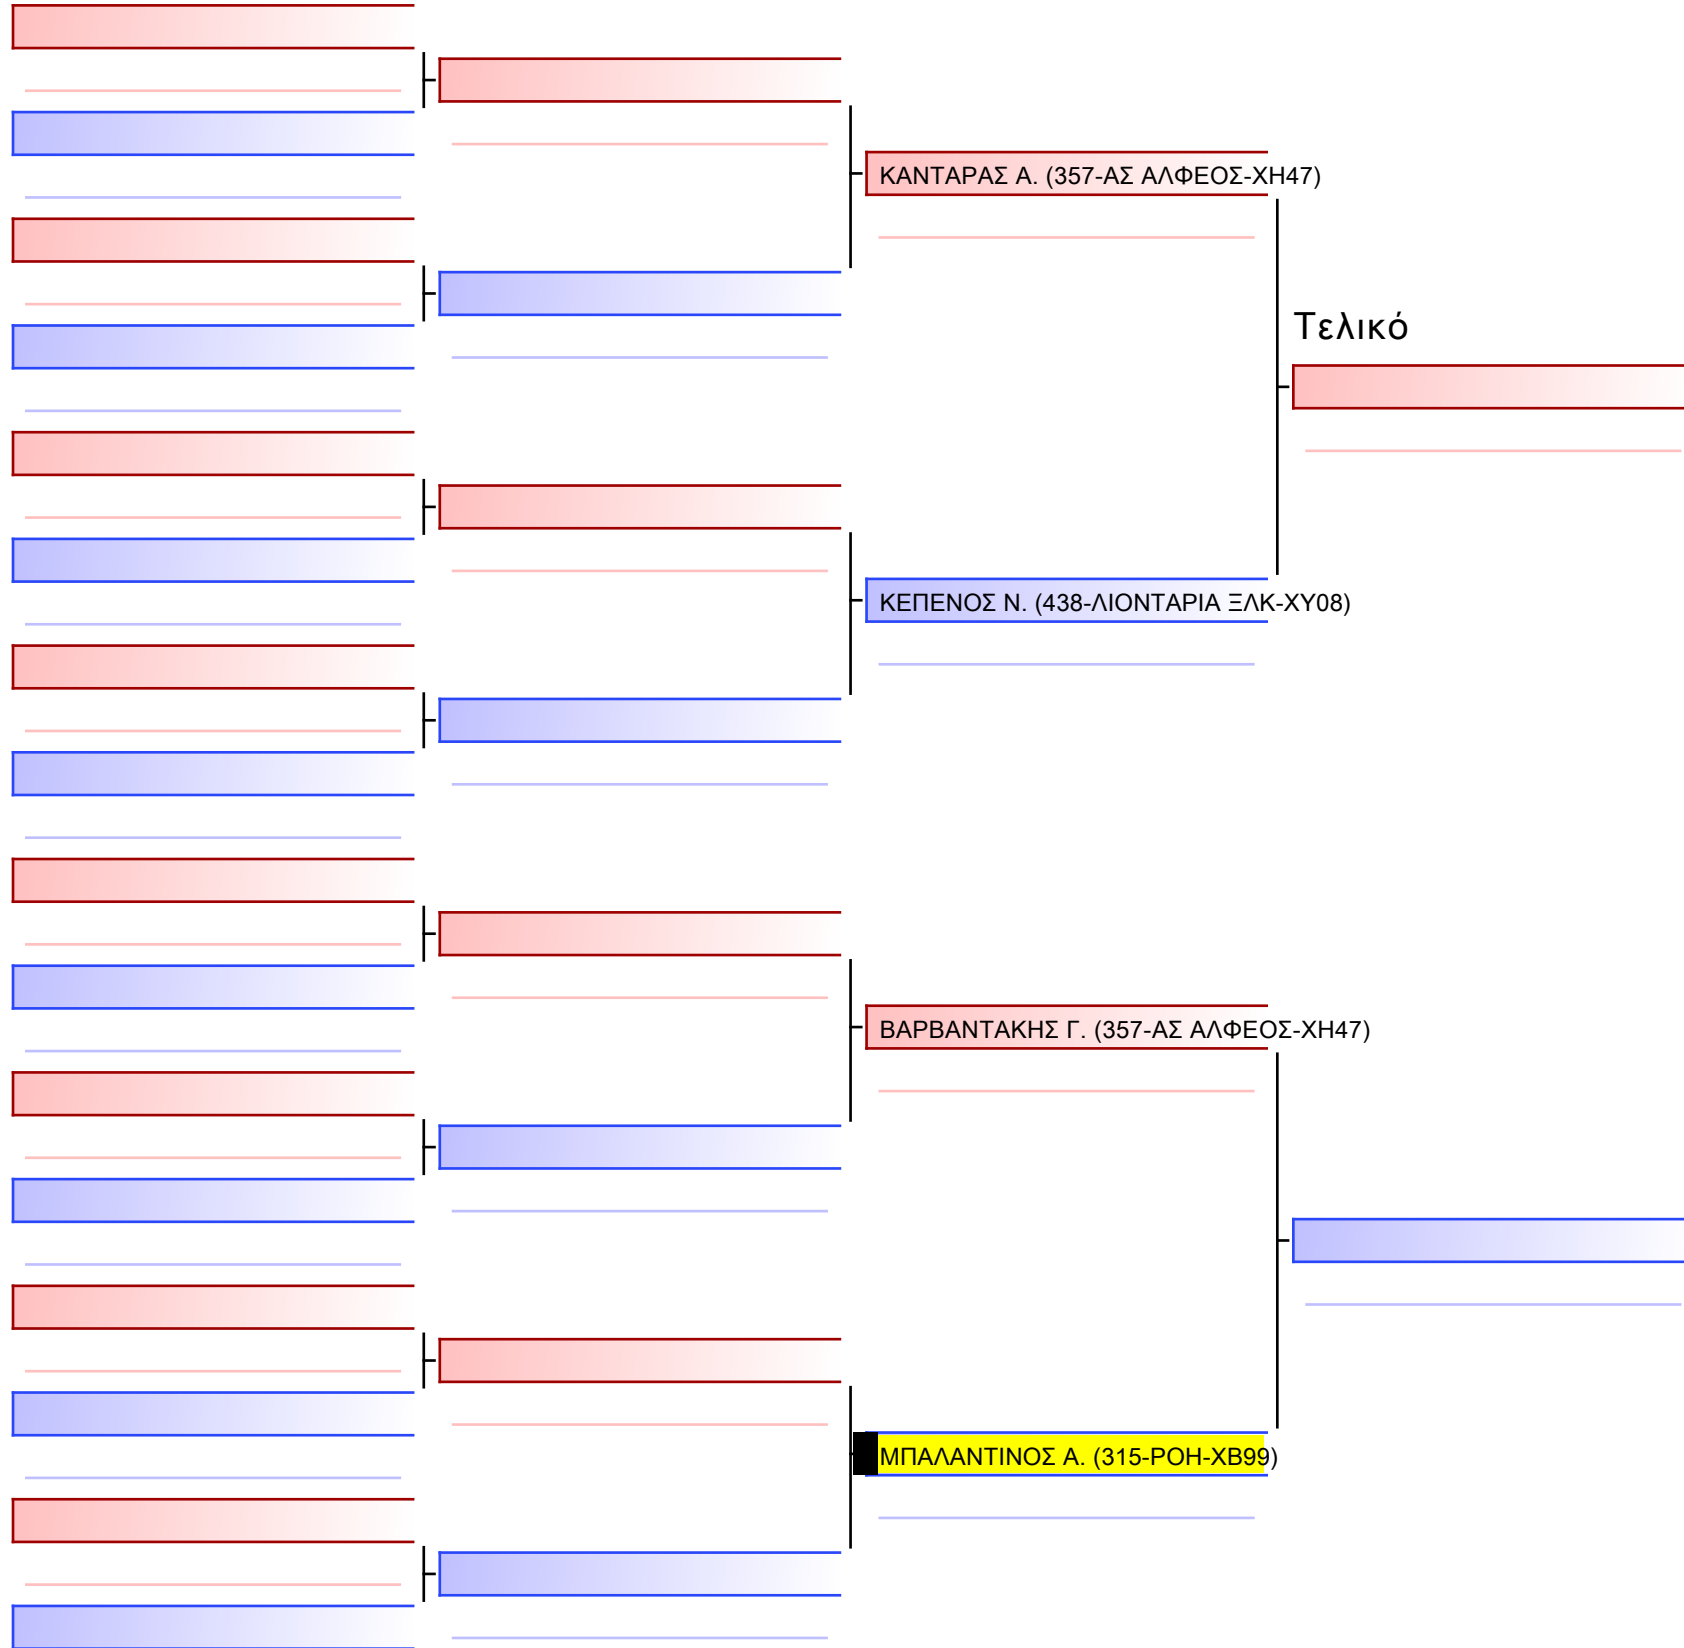 ΚΑΝΤΑΡΑΣ Α. (357-ΑΣ ΑΛΦΕΟΣ-ΧΗ47)
Τελικό
ΚΕΠΕΝΟΣ Ν. (438-ΛΙΟΝΤΑΡΙΑ ΞΛΚ-ΧΥ08)
ΒΑΡΒΑΝΤΑΚΗΣ Γ. (357-ΑΣ ΑΛΦΕΟΣ-ΧΗ47)
ΜΠΑΛΑΝΤΙΝΟΣ Α. (315-ΡΟΗ-ΧΒ99)